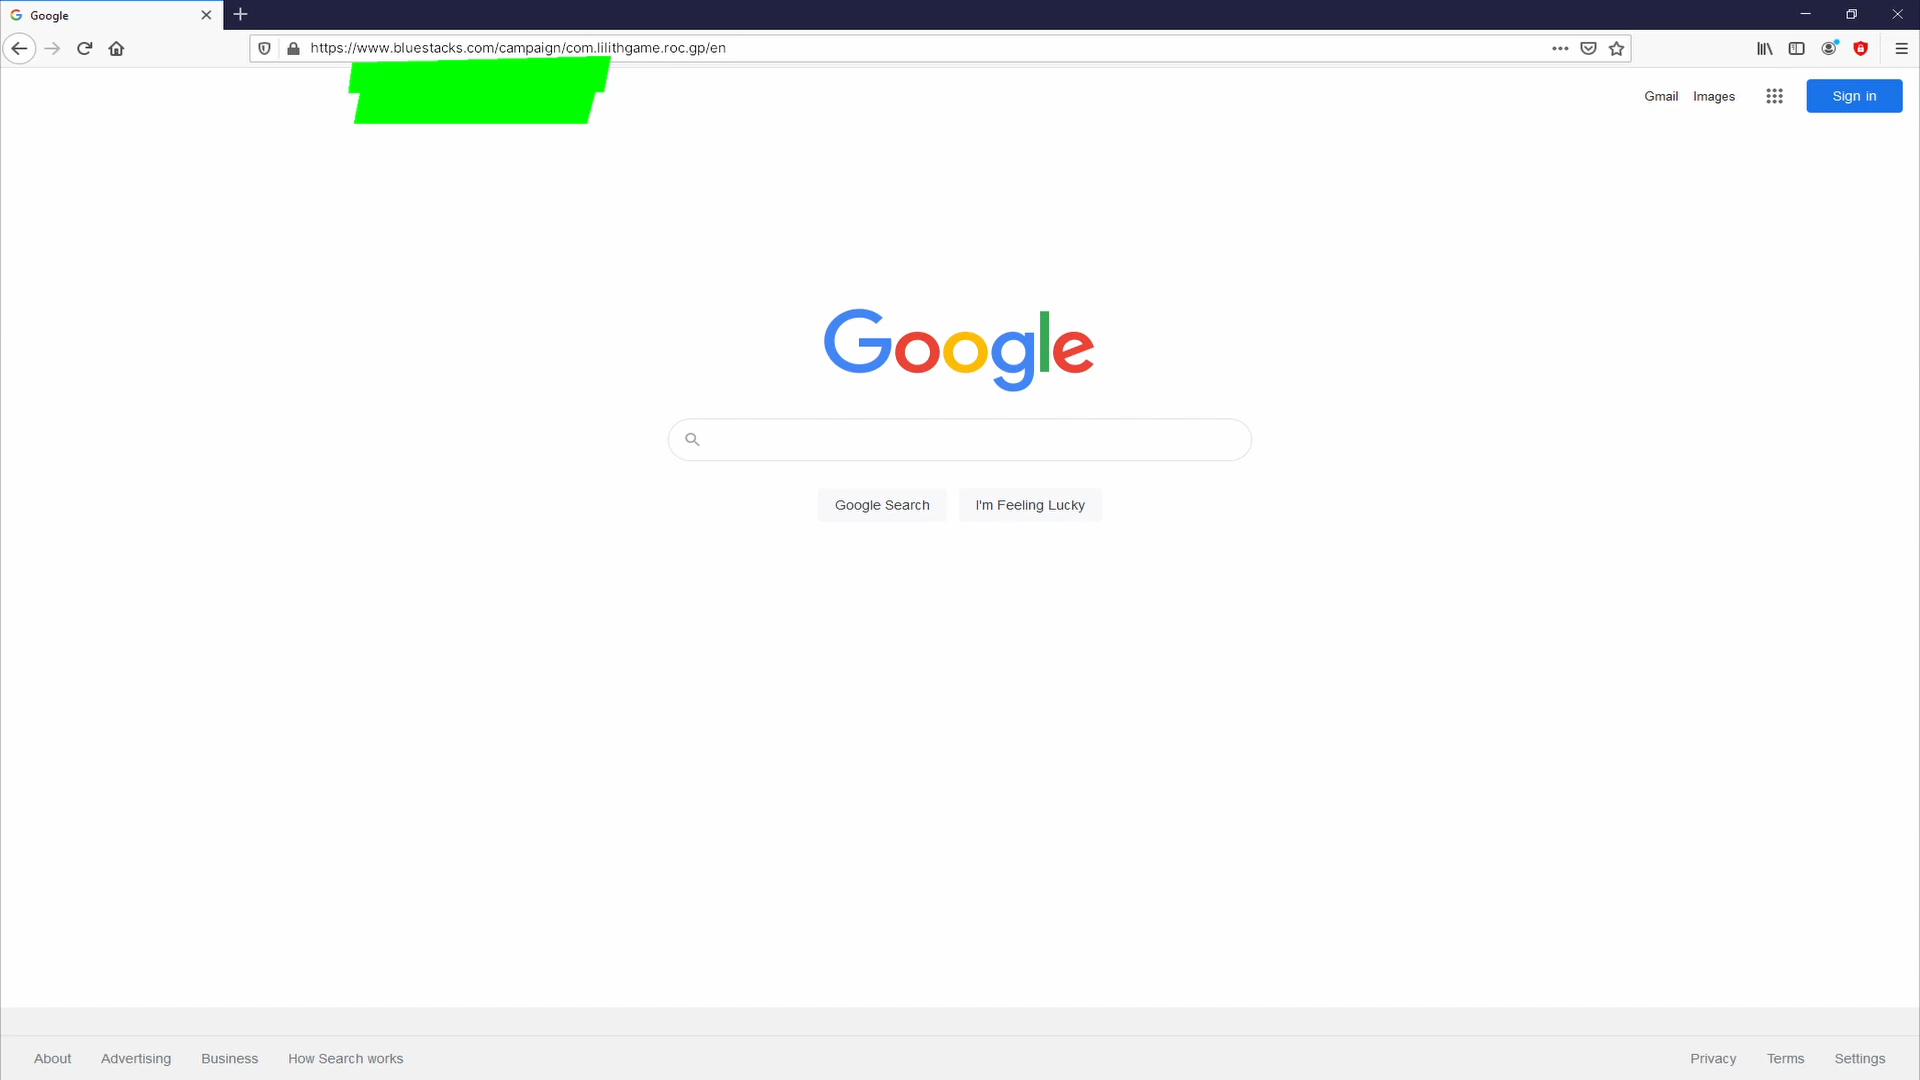 Google
https://www.bluestacks.com/campaign/com.lilithgame.roc.gp/en
Gmail Images Sign in
Google
Google Search I'm Feeling Lucky
About Advertising Business How Search works Privacy Terms Settings